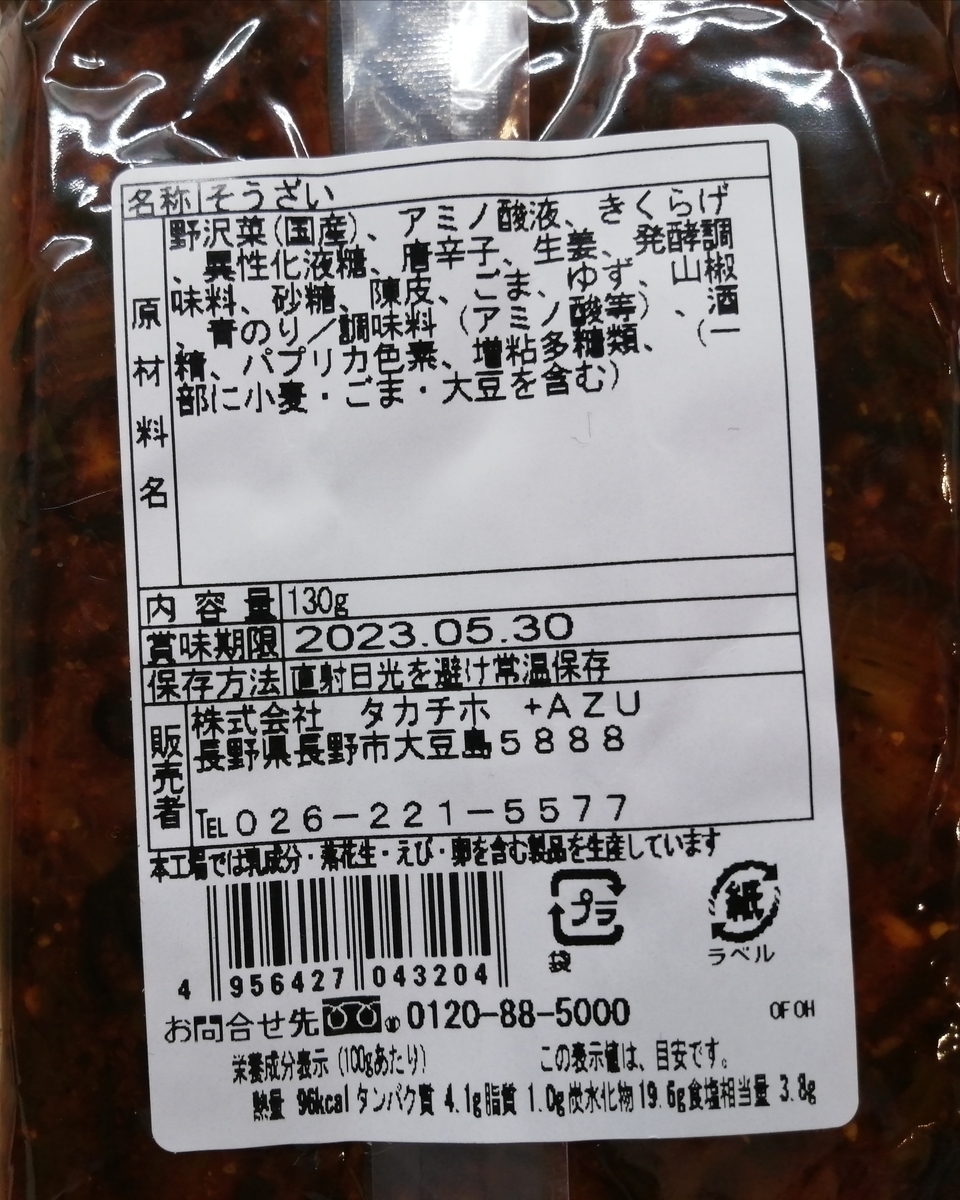 名称 そうざい
原材料名
野沢菜(国産)、アミノ酸液、きくらげ
、異性化液糖、唐辛子、生姜、発酵調
味料、砂糖、陳皮、ごま、ゆず、山椒
、青のり／調味料(アミノ酸等)、酒
精、パプリカ色素、増粘多糖類、(一
部に小麦・ごま・大豆を含む)
内容量 130g
賞味期限 2023.05.30
保存方法 直射日光を避け常温保存
販売者
株式会社 タカチホ +AZU
長野県長野市大豆島5888
TEL026-221-5577
本工場では乳成分・落花生・えび・卵を含む製品を生産しています
プラ
袋
紙
ラベル
4 956427 043204
お問合せ先 0120-88-5000
OFOH
栄養成分表示(100gあたり) この表示値は、目安です。
熱量 96kcal タンパク質 4.1g 脂質 1.0g 炭水化物 19.6g 食塩相当量 3.8g